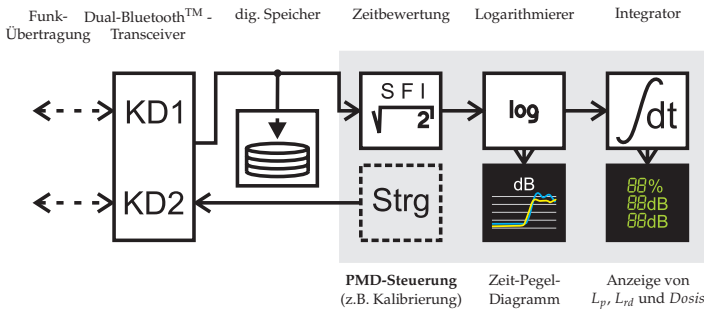 Funk-
Übertragung
Dual-Bluetooth™ -
Transceiver
dig. Speicher
Zeitbewertung
Logarithmierer
Integrator
KD1
S F I
√ 2
log
∫dt
KD2
Strg
dB
88%
88dB
88dB
PMD-Steuerung
(z.B. Kalibrierung)
Zeit-Pegel-
Diagramm
Anzeige von
Lp, Lrd und Dosis